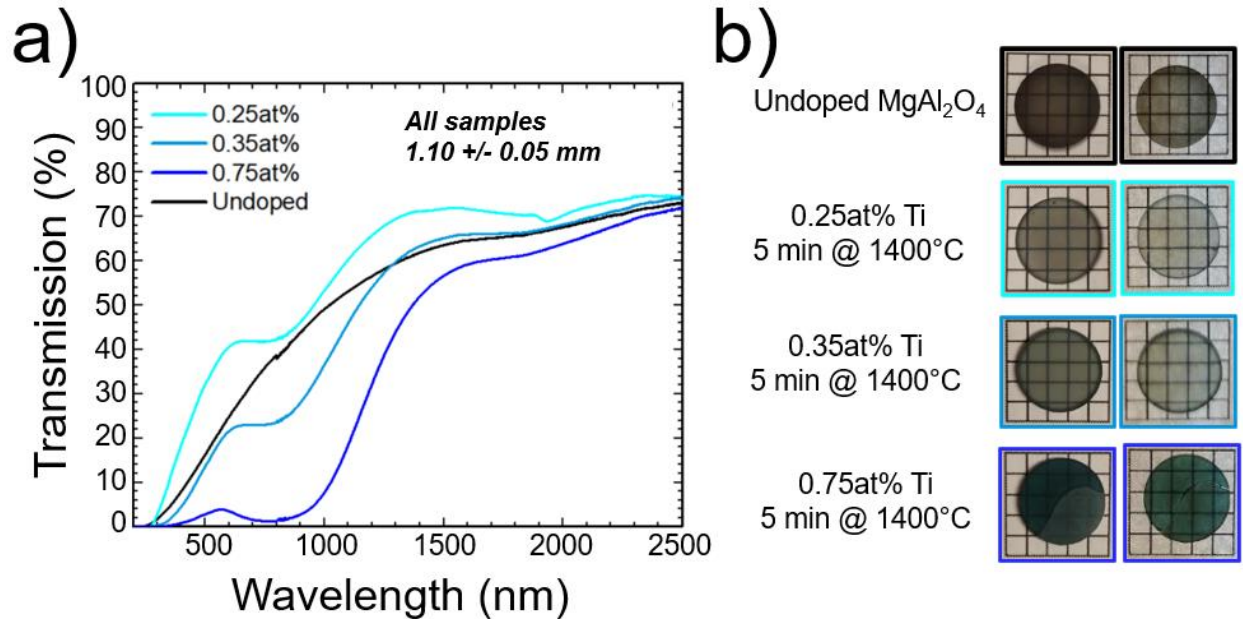 a)
100
90
80
70
60
50
40
30
20
10
0
Transmission (%)
0.25at%
0.35at%
0.75at%
Undoped
All samples
1.10 +/- 0.05 mm
500
1000
1500
2000
2500
Wavelength (nm)
b)
Undoped MgAl₂O₄
0.25at% Ti
5 min @ 1400°C
0.35at% Ti
5 min @ 1400°C
0.75at% Ti
5 min @ 1400°C